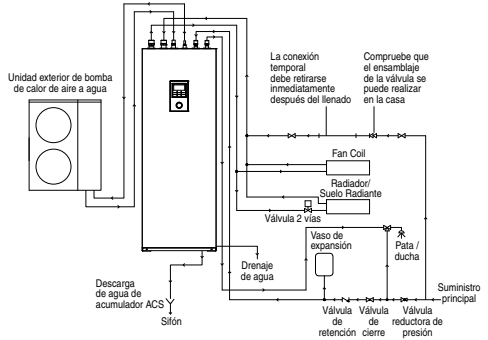 La conexión
temporal
debe retirarse
inmediatamente
después del llenado
Compruebe que
el ensamblaje
de la válvula se
puede realizar
en la casa
Unidad exterior de bomba
de calor de aire a agua
Fan Coil
Radiador/
Suelo Radiante
Válvula 2 vías
Vaso de
expansión
Pata /
ducha
Drenaje
de agua
Descarga
de agua de
acumulador ACS
Sifón
Suministro
principal
Válvula
de
retención
Válvula
de
cierre
Válvula
reductora de
presión